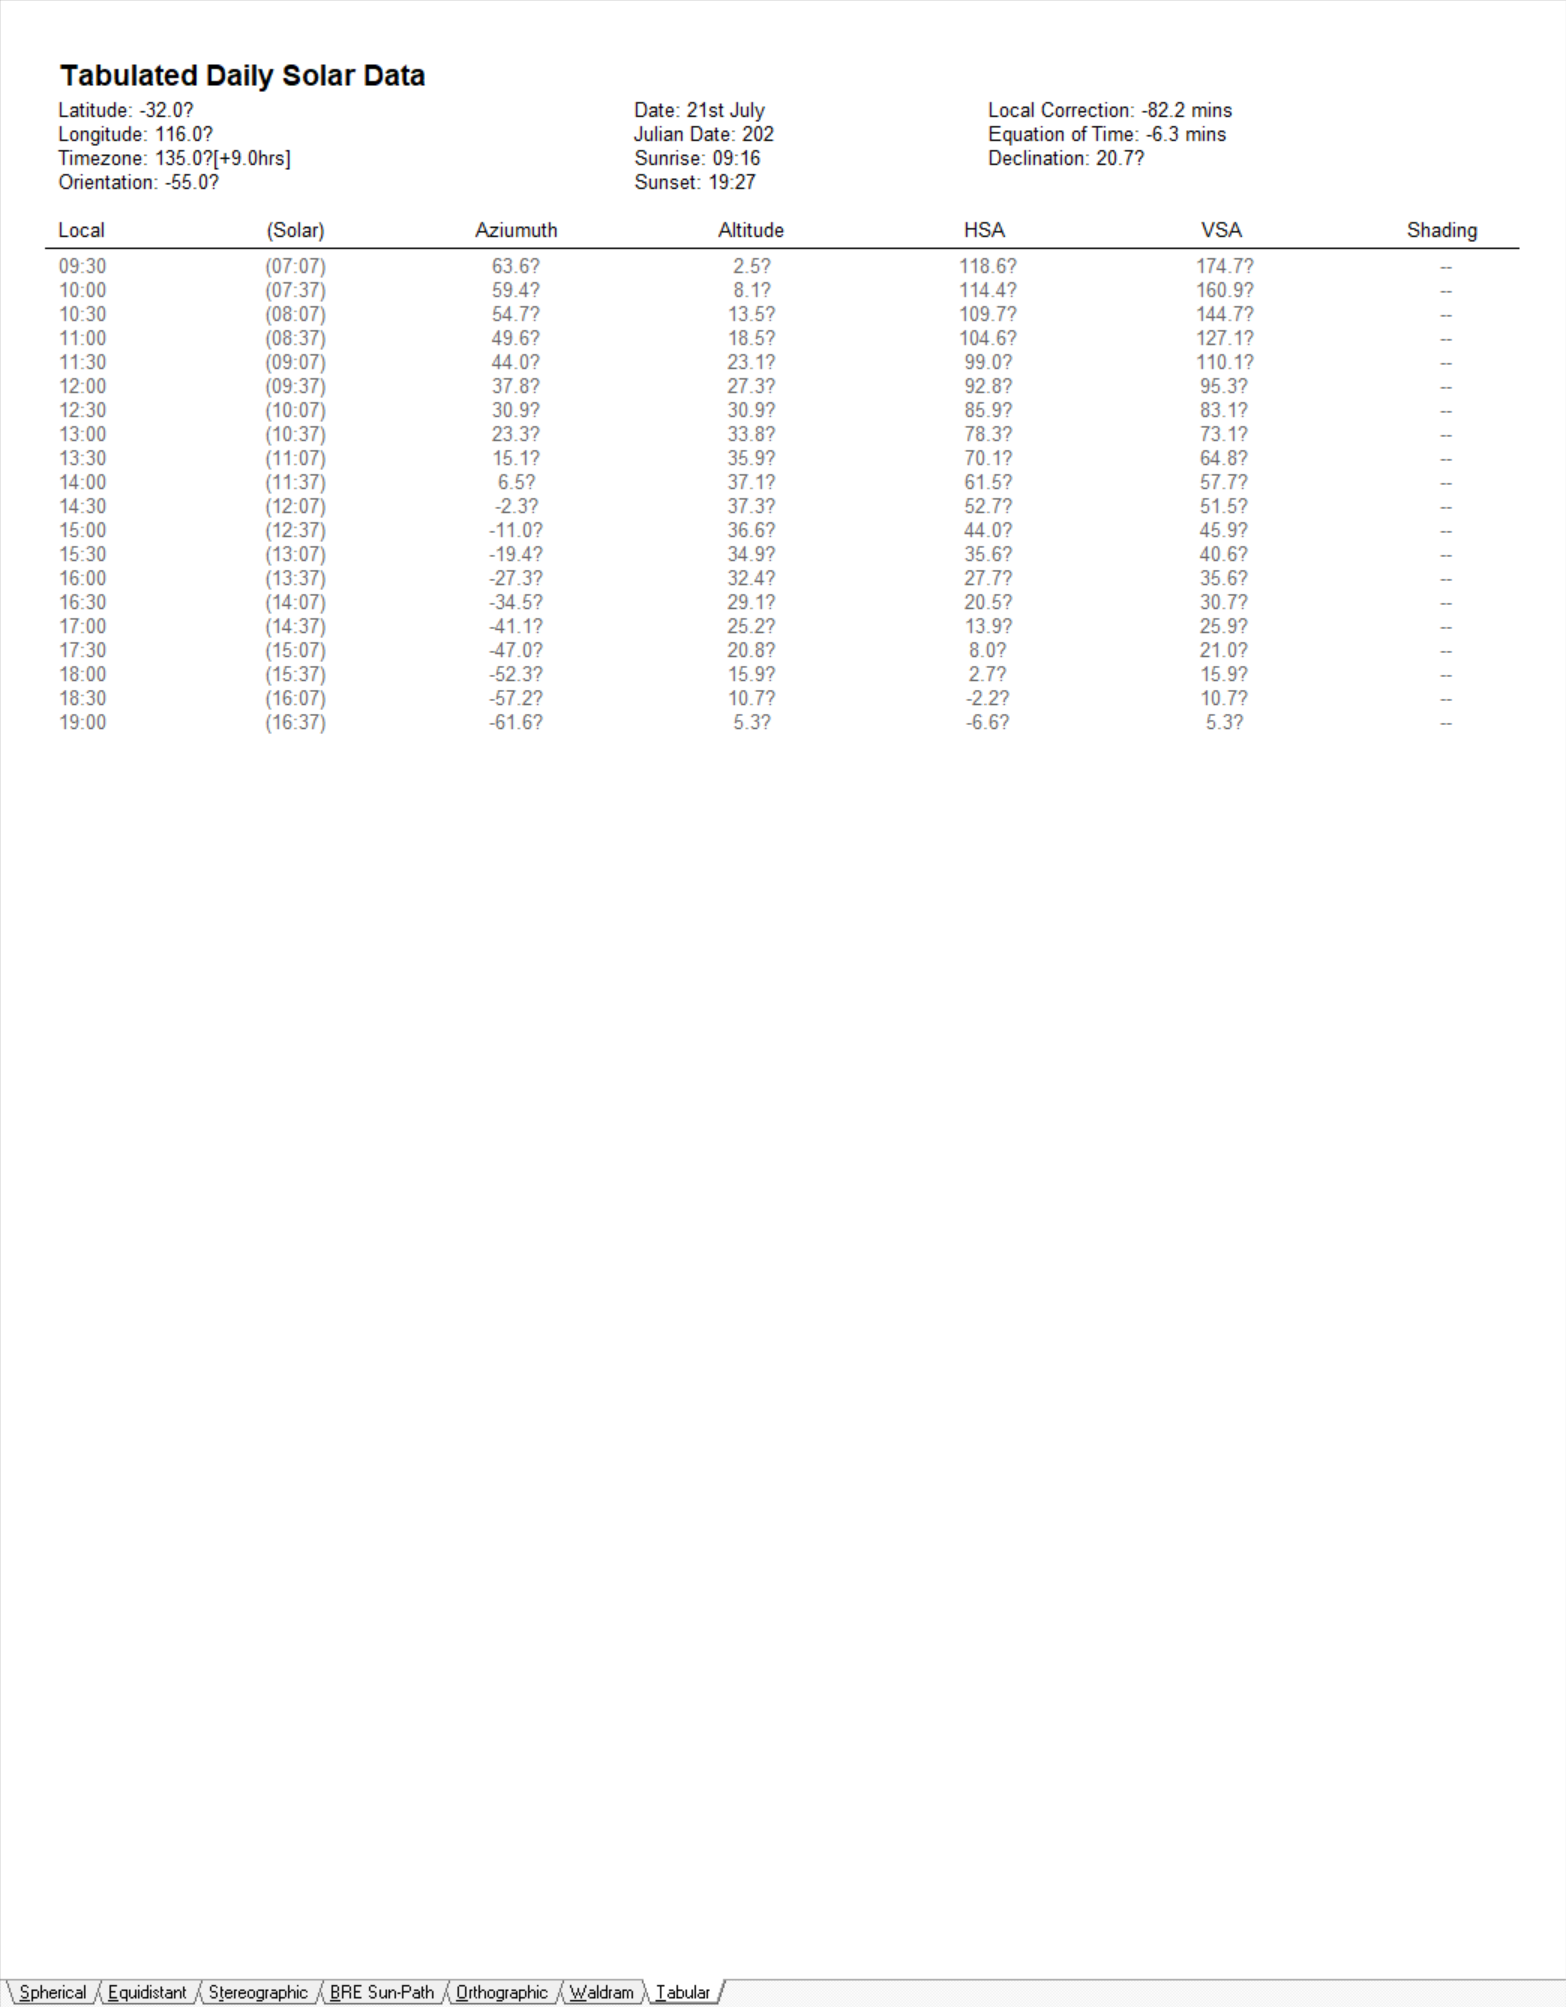 Tabulated Daily Solar Data
Latitude: -32.0? Date: 21st July Local Correction: -82.2 mins
Longitude: 116.0? Julian Date: 202 Equation of Time: -6.3 mins
Timezone: 135.0?[+9.0hrs] Sunrise: 09:16 Declination: 20.7?
Orientation: -55.0? Sunset: 19:27
Local (Solar) Aziumuth Altitude HSA VSA Shading
09:30 (07:07) 63.6? 2.5? 118.6? 174.7? --
10:00 (07:37) 59.4? 8.1? 114.4? 160.9? --
10:30 (08:07) 54.7? 13.5? 109.7? 144.7? --
11:00 (08:37) 49.6? 18.5? 104.6? 127.1? --
11:30 (09:07) 44.0? 23.1? 99.0? 110.1? --
12:00 (09:37) 37.8? 27.3? 92.8? 95.3? --
12:30 (10:07) 30.9? 30.9? 85.9? 83.1? --
13:00 (10:37) 23.3? 33.8? 78.3? 73.1? --
13:30 (11:07) 15.1? 35.9? 70.1? 64.8? --
14:00 (11:37) 6.5? 37.1? 61.5? 57.7? --
14:30 (12:07) -2.3? 37.3? 52.7? 51.5? --
15:00 (12:37) -11.0? 36.6? 44.0? 45.9? --
15:30 (13:07) -19.4? 34.9? 35.6? 40.6? --
16:00 (13:37) -27.3? 32.4? 27.7? 35.6? --
16:30 (14:07) -34.5? 29.1? 20.5? 30.7? --
17:00 (14:37) -41.1? 25.2? 13.9? 25.9? --
17:30 (15:07) -47.0? 20.8? 8.0? 21.0? --
18:00 (15:37) -52.3? 15.9? 2.7? 15.9? --
18:30 (16:07) -57.2? 10.7? -2.2? 10.7? --
19:00 (16:37) -61.6? 5.3? -6.6? 5.3? --
Spherical Equidistant Stereographic BRE Sun-Path Orthographic Waldram Tabular